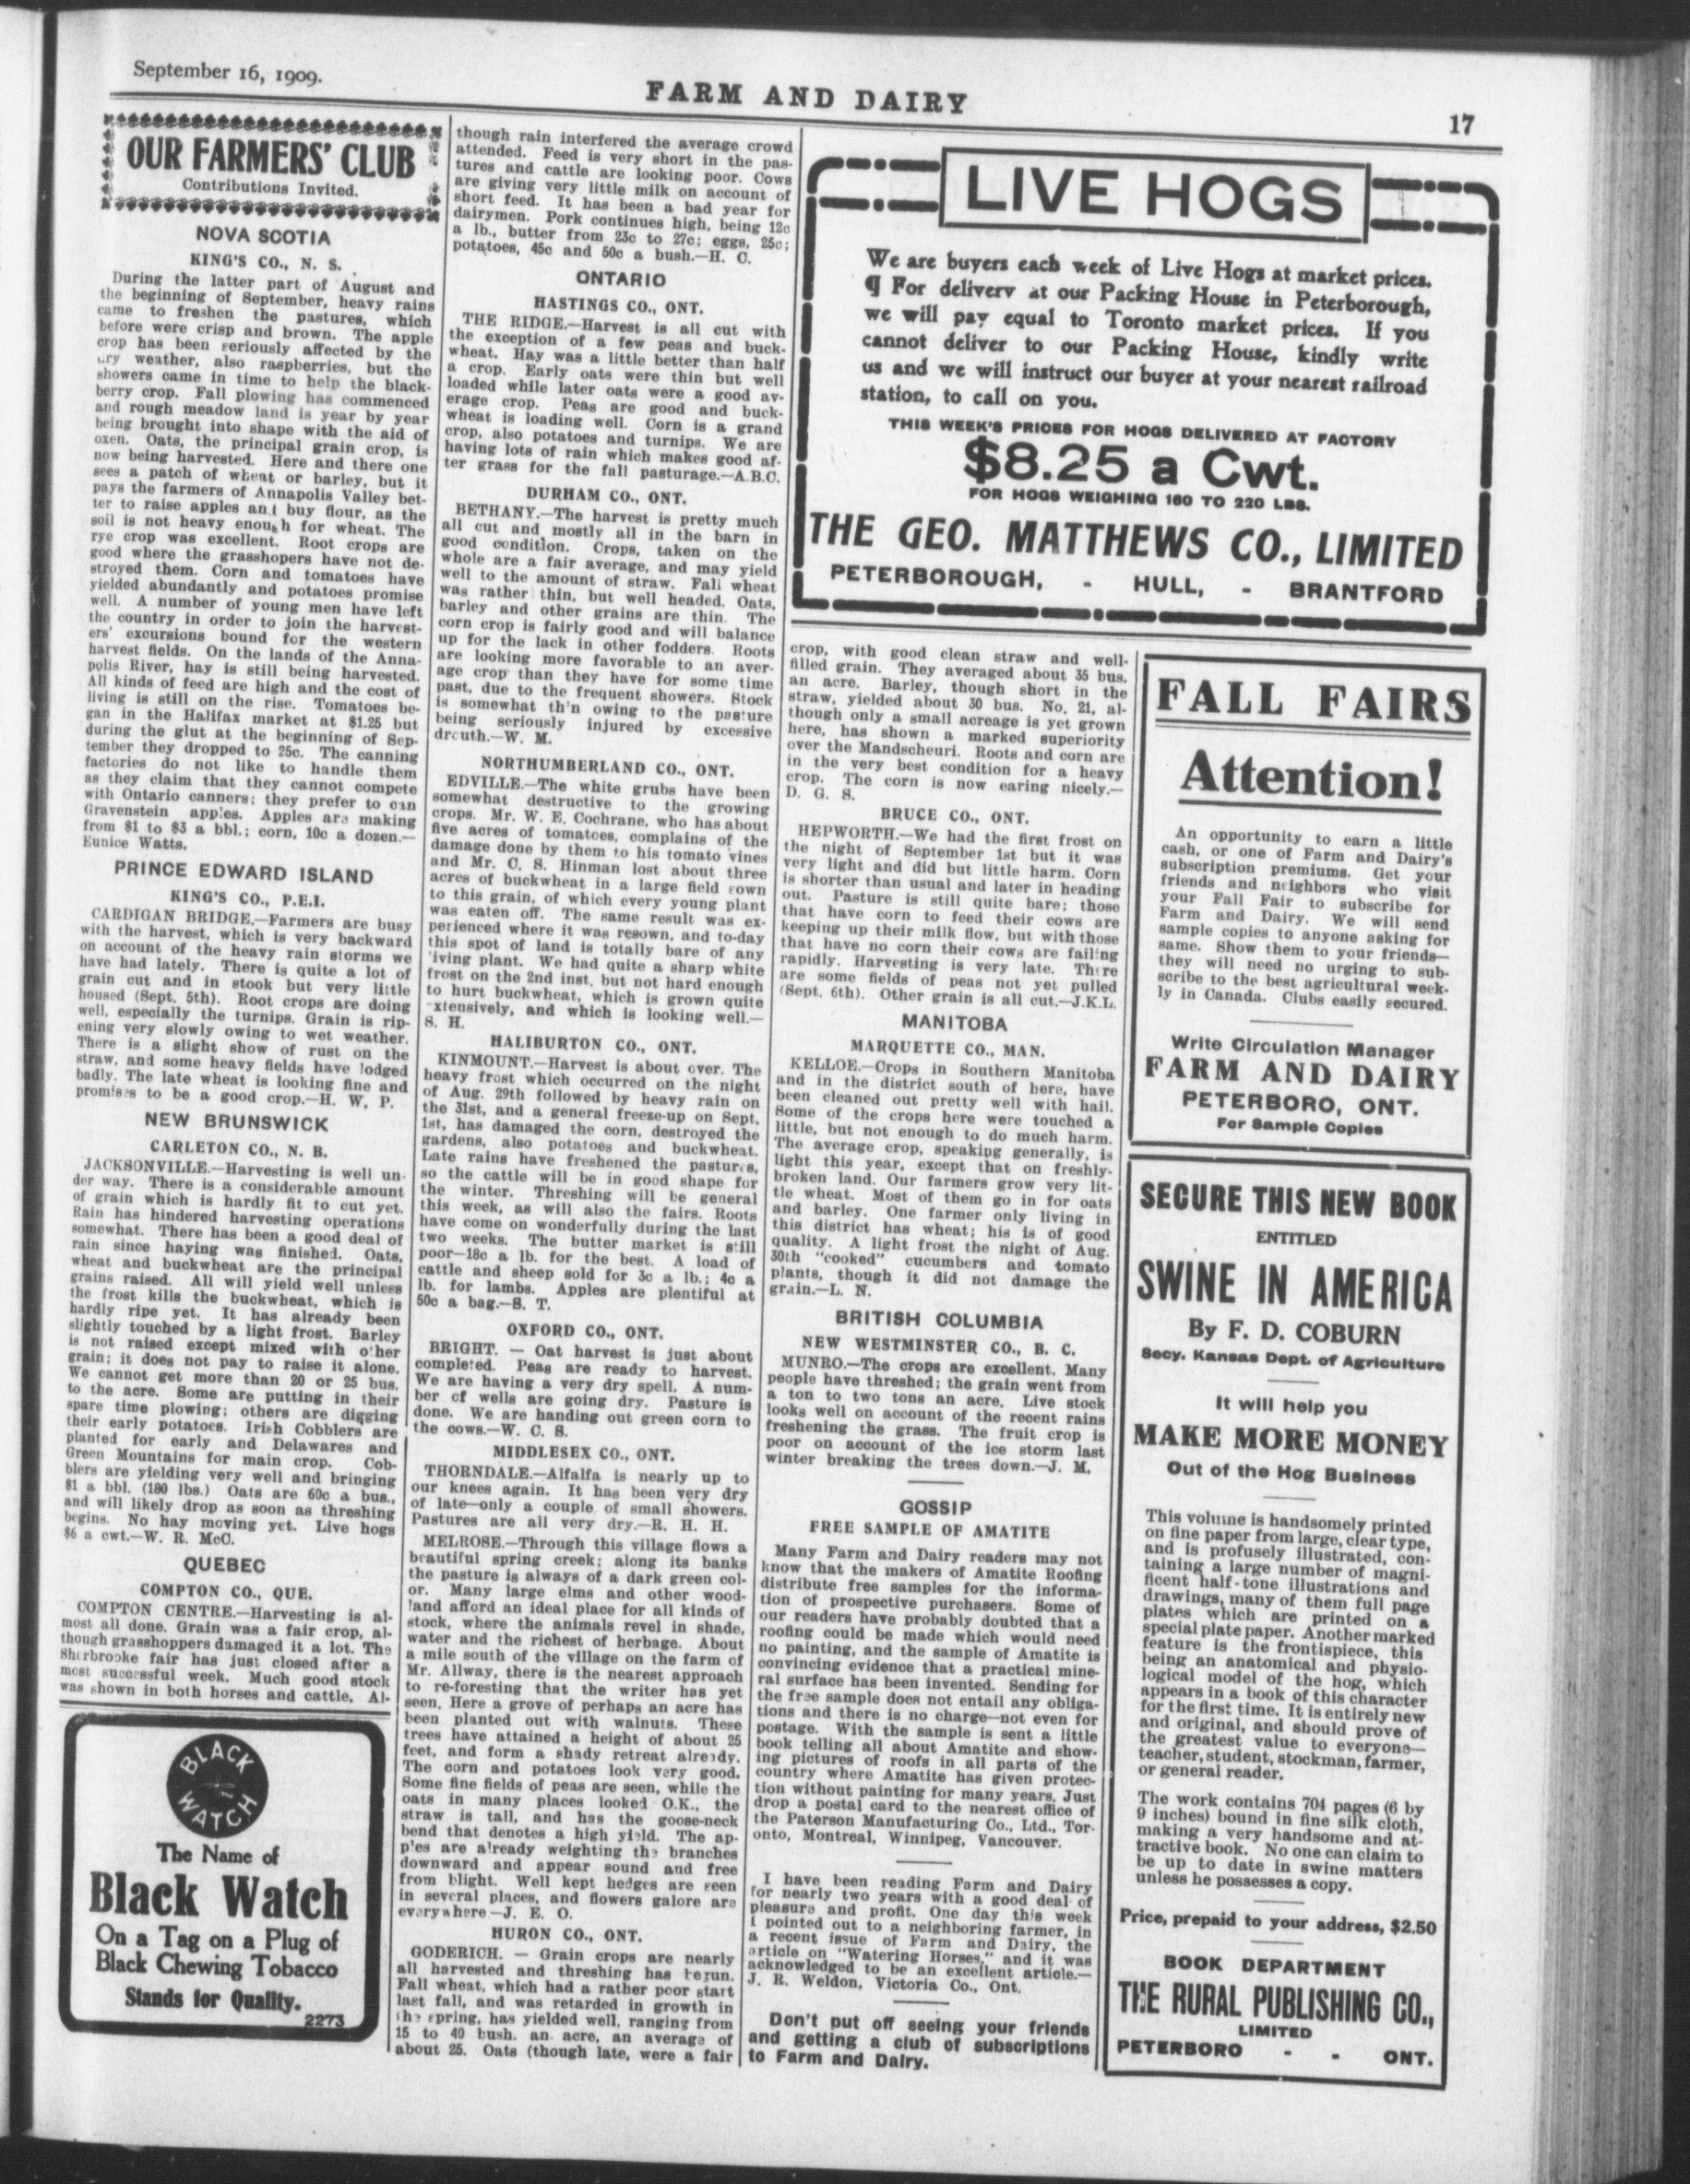 September 16, 1909.
FARM AND DAIRY
17
OUR FARMERS' CLUB
Contributions Invited.
NOVA SCOTIA
KING'S CO., N. S.
During the latter part of August and
the beginning of September, heavy rains
came to freshen the pastures, which
before were crisp and brown. The apple
crop has been seriously affected by the
dry weather, also raspberries, but the
showers came in time to help the black-
berry crop. Fall plowing has commenced
and rough meadow land is year by year
being brought into shape with the aid of
oxen. Oats, the principal grain crop, is
now being harvested. Here and there one
sees a patch of wheat or barley, but it
pays the farmers of Annapolis Valley bet-
ter to raise apples and buy flour, as the
soil is not heavy enough for wheat. The
rye crop was excellent. Root crops are
good where the grasshopers have not de-
stroyed them. Corn and tomatoes have
yielded abundantly and potatoes promise
well. A number of young men have left
the country in order to join the harvest-
ers' excursions bound for the western
harvest fields. On the lands of the Anna-
polis River, hay is still being harvested.
All kinds of feed are high and the cost of
living is still on the rise. Tomatoes be-
gan in the Halifax market at $1.25 but
during the glut at the beginning of Sep-
tember they dropped to 25c. The canning
factories do not like to handle them
as they claim that they cannot compete
with Ontario canners; they prefer to can
Gravenstein apples. Apples are making
from $1 to $3 a bbl.; corn, 10c a dozen.—
Eunice Watts.
PRINCE EDWARD ISLAND
KING'S CO., P.E.I.
CARDIGAN BRIDGE.—Farmers are busy
with the harvest, which is very backward
on account of the heavy rain storms we
have had lately. There is quite a lot of
grain cut and in stook but very little
housed (Sept. 5th). Root crops are doing
well, especially the turnips. Grain is rip-
ening very slowly owing to wet weather.
There is a slight show of rust on the
straw, and some heavy fields have lodged
badly. The late wheat is looking fine and
promises to be a good crop.—H. W. P.
NEW BRUNSWICK
CARLETON CO., N. B.
JACKSONVILLE.—Harvesting is well un-
der way. There is a considerable amount
of grain which is hardly fit to cut yet.
Rain has hindered harvesting operations
somewhat. There has been a good deal of
rain since haying was finished. Oats,
wheat and buckwheat are the principal
grains raised. All will yield well unless
the frost kills the buckwheat, which is
hardly ripe yet. It has already been
slightly touched by a light frost. Barley
is not raised except mixed with other
grain; it does not pay to raise it alone.
We cannot get more than 20 or 25 bus.
to the acre. Some are putting in their
spare time plowing; others are digging
their early potatoes. Irish Cobblers are
planted for early and Delawares and
Green Mountains for main crop. Cob-
blers are yielding very well and bringing
$1 a bbl. (180 lbs.) Oats are 60c a bus.,
and will likely drop as soon as threshing
begins. No hay moving yet. Live hogs
$6 a cwt.—W. R. McC.
QUEBEC
COMPTON CO., QUE.
COMPTON CENTRE.—Harvesting is al-
most all done. Grain was a fair crop, al-
though grasshoppers damaged it a lot. The
Sherbrooke fair has just closed after a
most successful week. Much good stock
was shown in both horses and cattle. Al-
BLACK
WATCH
The Name of
Black Watch
On a Tag on a Plug of
Black Chewing Tobacco
Stands for Quality.
2273
though rain interfered the average crowd
attended. Feed is very short in the pas-
tures and cattle are looking poor. Cows
are giving very little milk on account of
short feed. It has been a bad year for
dairymen. Pork continues high, being 12c
a lb., butter from 23c to 27c; eggs, 25c;
potatoes, 45c and 50c a bush.—H. C.
ONTARIO
HASTINGS CO., ONT.
THE RIDGE.—Harvest is all cut with
the exception of a few peas and buck-
wheat. Hay was a little better than half
a crop. Early oats were thin but well
loaded while later oats were a good av-
erage crop. Peas are good and buck-
wheat is loading well. Corn is a grand
crop, also potatoes and turnips. We are
having lots of rain which makes good af-
ter grass for the fall pasturage.—A.B.C.
DURHAM CO., ONT.
BETHANY.—The harvest is pretty much
all cut and mostly all in the barn in
good condition. Crops, taken on the
whole are a fair average, and may yield
well to the amount of straw. Fall wheat
was rather thin, but well headed. Oats,
barley and other grains are thin. The
corn crop is fairly good and will balance
up for the lack in other fodders. Roots
are looking more favorable to an aver-
age crop than they have for some time
past, due to the frequent showers. Stock
is somewhat th'n owing to the pasture
being seriously injured by excessive
drouth.—W. M.
NORTHUMBERLAND CO., ONT.
EDVILLE.—The white grubs have been
somewhat destructive to the growing
crops. Mr. W. E. Cochrane, who has about
five acres of tomatoes, complains of the
damage done by them to his tomato vines
and Mr. C. S. Hinman lost about three
acres of buckwheat in a large field sown
to this grain, of which every young plant
was eaten off. The same result was ex-
perienced where it was resown, and to-day
this spot of land is totally bare of any
living plant. We had quite a sharp white
frost on the 2nd inst. but not hard enough
to hurt buckwheat, which is grown quite
extensively, and which is looking well.—
S. H.
HALIBURTON CO., ONT.
KINMOUNT.—Harvest is about over. The
heavy frost which occurred on the night
of Aug. 29th followed by heavy rain on
the 31st, and a general freeze-up on Sept.
1st, has damaged the corn, destroyed the
gardens, also potatoes and buckwheat.
Late rains have freshened the pastures,
so the cattle will be in good shape for
the winter. Threshing will be general
this week, as will also the fairs. Roots
have come on wonderfully during the last
two weeks. The butter market is still
poor—18c a lb. for the best. A load of
cattle and sheep sold for 3c a lb.; 4c a
lb. for lambs. Apples are plentiful at
50c a bag.—S. T.
OXFORD CO., ONT.
BRIGHT. — Oat harvest is just about
completed. Peas are ready to harvest.
We are having a very dry spell. A num-
ber of wells are going dry. Pasture is
done. We are handing out green corn to
the cows.—W. C. S.
MIDDLESEX CO., ONT.
THORNDALE.—Alfalfa is nearly up to
our knees again. It has been very dry
of late—only a couple of small showers.
Pastures are all very dry.—R. H. H.
MELROSE.—Through this village flows a
beautiful spring creek; along its banks
the pasture is always of a dark green col-
or. Many large elms and other wood-
land afford an ideal place for all kinds of
stock, where the animals revel in shade,
water and the richest of herbage. About
a mile south of the village on the farm of
Mr. Allway, there is the nearest approach
to re-foresting that the writer has yet
seen. Here a grove of perhaps an acre has
been planted out with walnuts. These
trees have attained a height of about 25
feet, and form a shady retreat already.
The corn and potatoes look very good.
Some fine fields of peas are seen, while the
oats in many places looked O.K., the
straw is tall, and has the goose-neck
bend that denotes a high yield. The ap-
p'es are already weighting the branches
downward and appear sound and free
from blight. Well kept hedges are seen
in several places, and flowers galore are
everywhere—J. E. O.
HURON CO., ONT.
GODERICH. — Grain crops are nearly
all harvested and threshing has begun.
Fall wheat, which had a rather poor start
last fall, and was retarded in growth in
the spring, has yielded well, ranging from
15 to 40 bush. an. acre, an average of
about 25. Oats (though late, were a fair
LIVE HOGS
We are buyers each week of Live Hogs at market prices.
¶ For delivery at our Packing House in Peterborough,
we will pay equal to Toronto market prices. If you
cannot deliver to our Packing House, kindly write
us and we will instruct our buyer at your nearest railroad
station, to call on you.
THIS WEEK'S PRICES FOR HOGS DELIVERED AT FACTORY
$8.25 a Cwt.
FOR HOGS WEIGHING 160 TO 220 LBS.
THE GEO. MATTHEWS CO., LIMITED
PETERBOROUGH, - HULL, - BRANTFORD
crop, with good clean straw and well-
filled grain. They averaged about 35 bus.
an acre. Barley, though short in the
straw, yielded about 30 bus. No. 21, al-
though only a small acreage is yet grown
here, has shown a marked superiority
over the Mandscheuri. Roots and corn are
in the very best condition for a heavy
crop. The corn is now earing nicely.—
D. G. S.
BRUCE CO., ONT.
HEPWORTH.—We had the first frost on
the night of September 1st but it was
very light and did but little harm. Corn
is shorter than usual and later in heading
out. Pasture is still quite bare; those
that have corn to feed their cows are
keeping up their milk flow, but with those
that have no corn their cows are failing
rapidly. Harvesting is very late. There
are some fields of peas not yet pulled
(Sept. 6th). Other grain is all cut.—J.K.L.
MANITOBA
MARQUETTE CO., MAN.
KELLOE.—Crops in Southern Manitoba
and in the district south of here, have
been cleaned out pretty well with hail.
Some of the crops here were touched a
little, but not enough to do much harm.
The average crop, speaking generally, is
light this year, except that on freshly-
broken land. Our farmers grow very lit-
tle wheat. Most of them go in for oats
and barley. One farmer only living in
this district has wheat; his is of good
quality. A light frost the night of Aug.
30th "cooked" cucumbers and tomato
plants, though it did not damage the
grain.—L. N.
BRITISH COLUMBIA
NEW WESTMINSTER CO., B. C.
MUNRO.—The crops are excellent. Many
people have threshed; the grain went from
a ton to two tons an acre. Live stock
looks well on account of the recent rains
freshening the grass. The fruit crop is
poor on account of the ice storm last
winter breaking the trees down.—J. M.
GOSSIP
FREE SAMPLE OF AMATITE
Many Farm and Dairy readers may not
know that the makers of Amatite Roofing
distribute free samples for the informa-
tion of prospective purchasers. Some of
our readers have probably doubted that a
roofing could be made which would need
no painting, and the sample of Amatite is
convincing evidence that a practical mine-
ral surface has been invented. Sending for
the free sample does not entail any obliga-
tions and there is no charge—not even for
postage. With the sample is sent a little
book telling all about Amatite and show-
ing pictures of roofs in all parts of the
country where Amatite has given protec-
tion without painting for many years. Just
drop a postal card to the nearest office of
the Paterson Manufacturing Co., Ltd., Tor-
onto, Montreal, Winnipeg, Vancouver.
I have been reading Farm and Dairy
for nearly two years with a good deal of
pleasure and profit. One day this week
I pointed out to a neighboring farmer, in
a recent issue of Farm and Dairy, the
article on "Watering Horses," and it was
acknowledged to be an excellent article.—
J. R. Weldon, Victoria Co., Ont.
Don't put off seeing your friends
and getting a club of subscriptions
to Farm and Dairy.
FALL FAIRS
Attention!
An opportunity to earn a little
cash, or one of Farm and Dairy's
subscription premiums. Get your
friends and neighbors who visit
your Fall Fair to subscribe for
Farm and Dairy. We will send
sample copies to anyone asking for
same. Show them to your friends—
they will need no urging to sub-
scribe to the best agricultural week-
ly in Canada. Clubs easily secured.
Write Circulation Manager
FARM AND DAIRY
PETERBORO, ONT.
For Sample Copies
SECURE THIS NEW BOOK
ENTITLED
SWINE IN AMERICA
By F. D. COBURN
Secy. Kansas Dept. of Agriculture
It will help you
MAKE MORE MONEY
Out of the Hog Business
This volume is handsomely printed
on fine paper from large, clear type,
and is profusely illustrated, con-
taining a large number of magni-
ficent half-tone illustrations and
drawings, many of them full page
plates which are printed on a
special plate paper. Another marked
feature is the frontispiece, this
being an anatomical and physio-
logical model of the hog, which
appears in a book of this character
for the first time. It is entirely new
and original, and should prove of
the greatest value to everyone—
teacher, student, stockman, farmer,
or general reader.
The work contains 704 pages (6 by
9 inches) bound in fine silk cloth,
making a very handsome and at-
tractive book. No one can claim to
be up to date in swine matters
unless he possesses a copy.
Price, prepaid to your address, $2.50
BOOK DEPARTMENT
THE RURAL PUBLISHING CO.,
LIMITED
PETERBORO - - ONT.